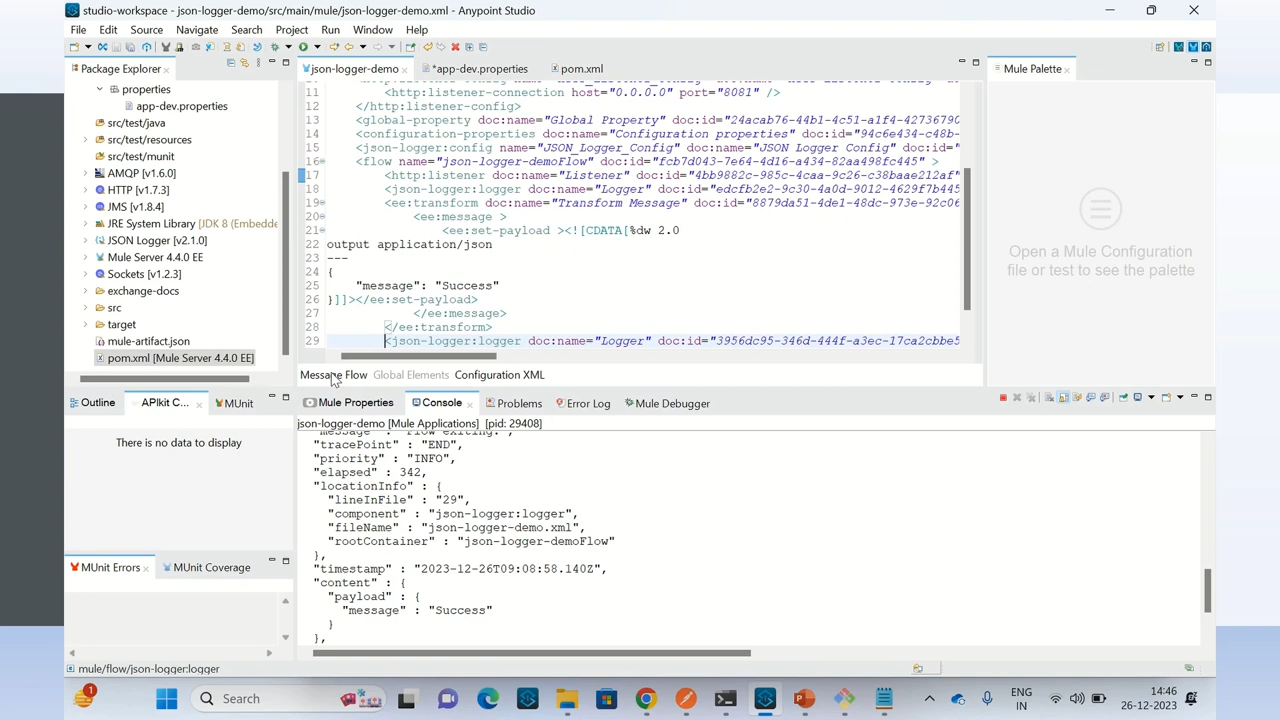 studio-workspace - json-logger-demo/src/main/mule/json-logger-demo.xml - Anypoint Studio
File Edit Source Navigate Search Project Run Window Help
Package Explorer
properties
app-dev.properties
src/test/java
src/test/resources
src/test/munit
AMQP [v1.6.0]
HTTP [v1.7.3]
JMS [v1.8.4]
JRE System Library [JDK 8 (Embedde
JSON Logger [v2.1.0]
Mule Server 4.4.0 EE
Sockets [v1.2.3]
exchange-docs
src
target
mule-artifact.json
pom.xml [Mule Server 4.4.0 EE]
json-logger-demo *app-dev.properties pom.xml
11 <http:listener-connection host="0.0.0.0" port="8081" />
12 </http:listener-config>
13 <global-property doc:name="Global Property" doc:id="24acab76-44b1-4c51-a1f4-42736790
14 <configuration-properties doc:name="Configuration properties" doc:id="94c6e434-c48b-
15 <json-logger:config name="JSON_Logger_Config" doc:name="JSON Logger Config" doc:id="
16 <flow name="json-logger-demoFlow" doc:id="fcb7d043-7e64-4d16-a434-82aa498fc445" >
17 <http:listener doc:name="Listener" doc:id="4bb9882c-985c-4caa-9c26-c38baae212af"
18 <json-logger:logger doc:name="Logger" doc:id="edcfb2e2-9c30-4a0d-9012-4629f7b445
19 <ee:transform doc:name="Transform Message" doc:id="8879da51-4de1-48dc-973e-92c06
20 <ee:message >
21 <ee:set-payload ><![CDATA[%dw 2.0
22 output application/json
23 ---
24 {
25 "message": "Success"
26 }]]></ee:set-payload>
27 </ee:message>
28 </ee:transform>
29 <json-logger:logger doc:name="Logger" doc:id="3956dc95-346d-444f-a3ec-17ca2cbbe5
Message Flow Global Elements Configuration XML
Mule Palette
Open a Mule Configuration
file or test to see the palette
Outline APIkit C... MUnit
There is no data to display
MUnit Errors MUnit Coverage
Mule Properties Console Problems Error Log Mule Debugger
json-logger-demo [Mule Applications] [pid: 29408]
"tracePoint" : "END",
"priority" : "INFO",
"elapsed" : 342,
"locationInfo" : {
"lineInFile" : "29",
"component" : "json-logger:logger",
"fileName" : "json-logger-demo.xml",
"rootContainer" : "json-logger-demoFlow"
},
"timestamp" : "2023-12-26T09:08:58.140Z",
"content" : {
"payload" : {
"message" : "Success"
}
},
mule/flow/json-logger:logger
1
Search
ENG
IN
14:46
26-12-2023